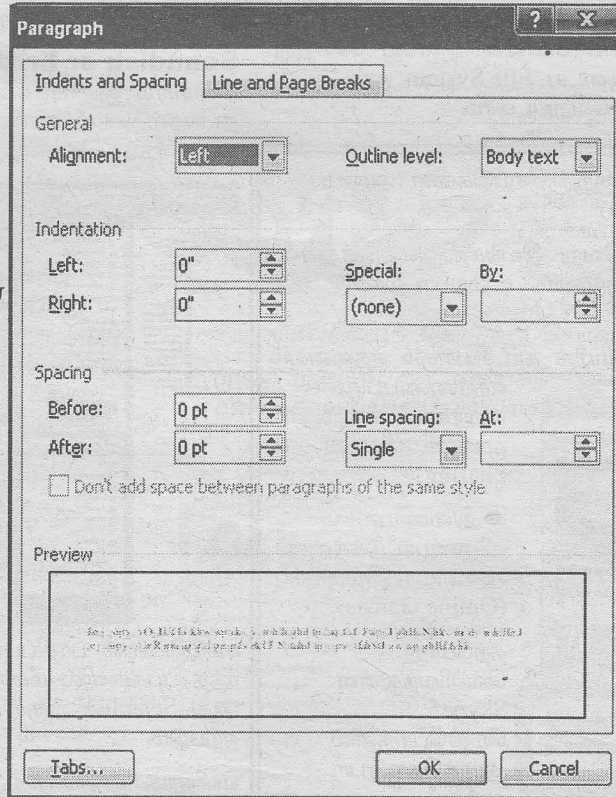 Paragraph
Indents and Spacing Line and Page Breaks
General
Alignment: Left Outline level: Body text
Indentation
Left: 0"
Special: By:
Right: 0" (none)
Spacing
Before: 0 pt
Line spacing: At:
After: 0 pt Single
Don't add space between paragraphs of the same style
Preview
Tabs... OK Cancel